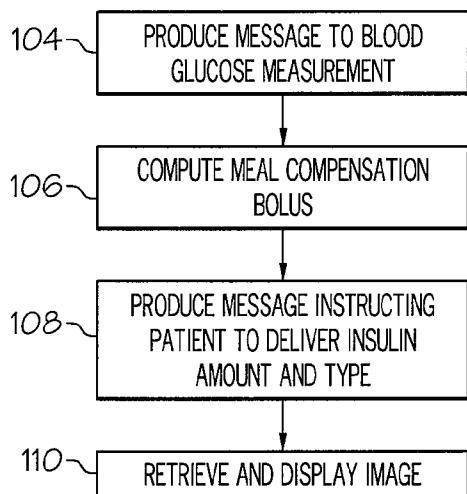 104
PRODUCE MESSAGE TO BLOOD
GLUCOSE MEASUREMENT
106
COMPUTE MEAL COMPENSATION
BOLUS
108
PRODUCE MESSAGE INSTRUCTING
PATIENT TO DELIVER INSULIN
AMOUNT AND TYPE
110
RETRIEVE AND DISPLAY IMAGE